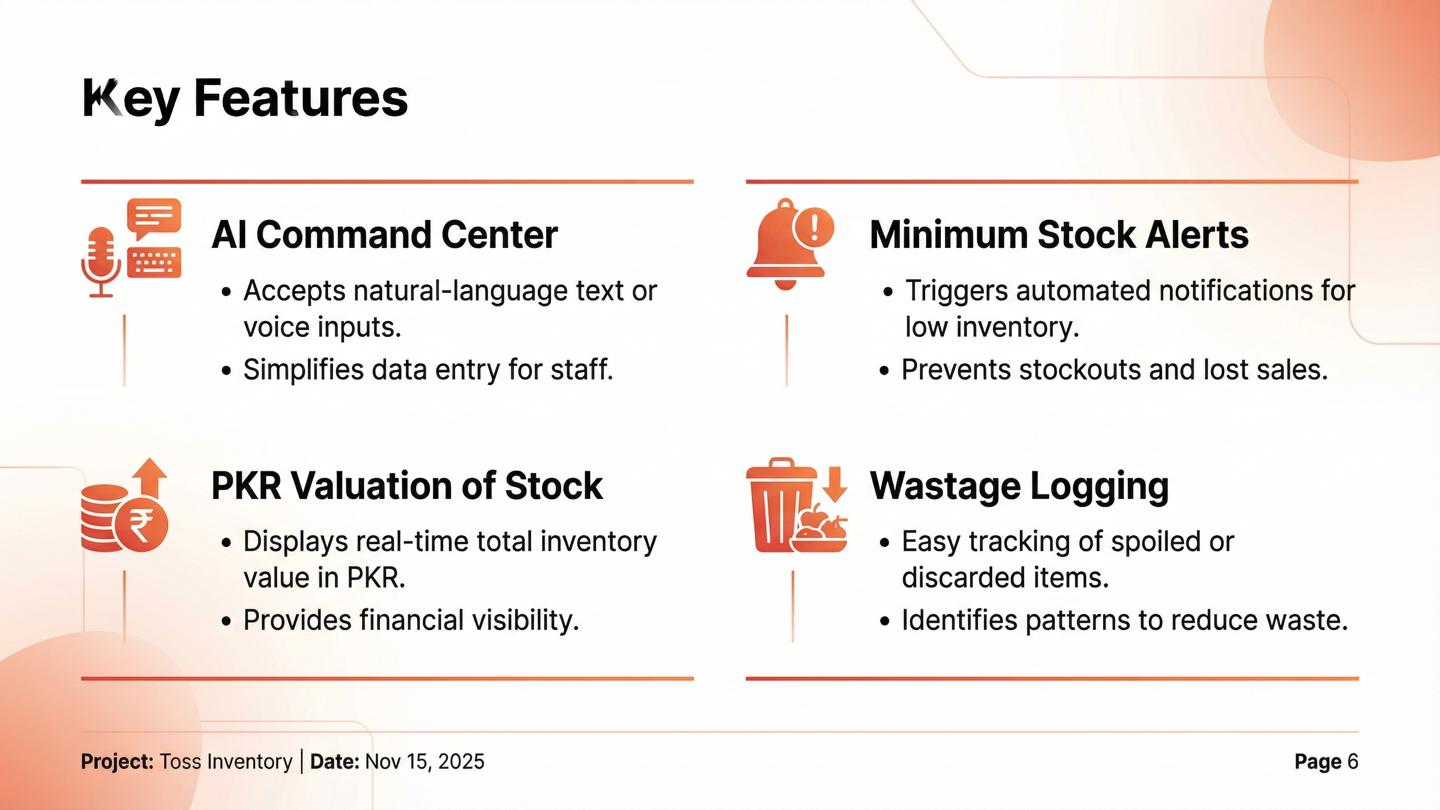 Key Features
AI Command Center
• Accepts natural-language text or
voice inputs.
• Simplifies data entry for staff.
Minimum Stock Alerts
• Triggers automated notifications for
low inventory.
• Prevents stockouts and lost sales.
₹
PKR Valuation of Stock
• Displays real-time total inventory
value in PKR.
• Provides financial visibility.
Wastage Logging
• Easy tracking of spoiled or
discarded items.
• Identifies patterns to reduce waste.
Project: Toss Inventory | Date: Nov 15, 2025
Page 6